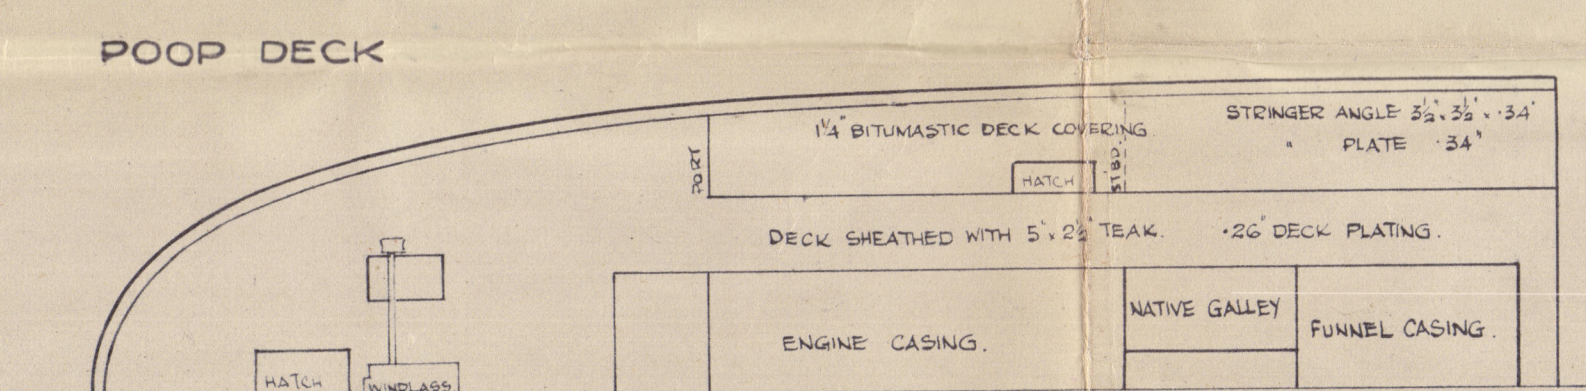 POOP DECK
STRINGER ANGLE 3½"×3½"×·34"
" PLATE ·34"
1¼" BITUMASTIC DECK COVERING
PORT
HATCH
STBD.
DECK SHEATHED WITH 5"×2½" TEAK. ·26" DECK PLATING.
NATIVE GALLEY
FUNNEL CASING.
ENGINE CASING.
HATCH
WINDLASS